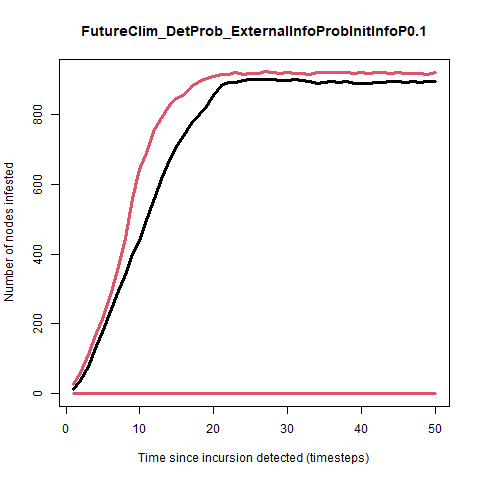 FutureClim_DetProb_ExternalInfoProbInitInfoP0.1
Number of nodes infested
800
600
400
200
0
0 10 20 30 40 50
Time since incursion detected (timesteps)